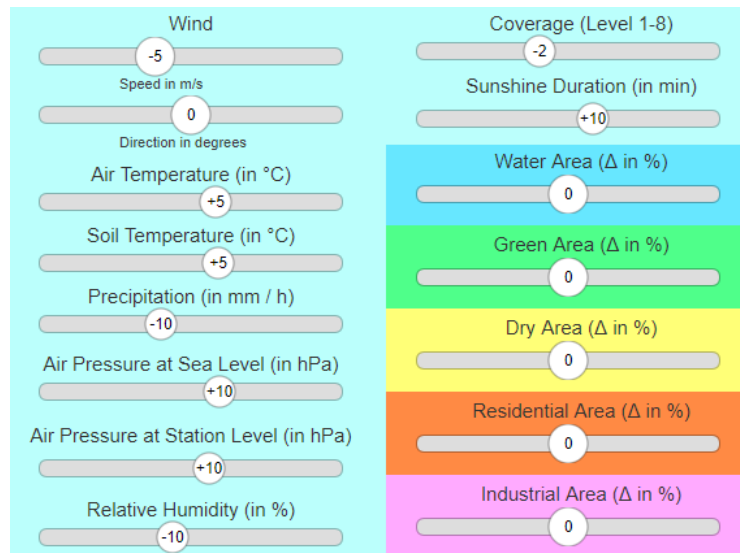 Wind
-5
Speed in m/s
0
Direction in degrees
Air Temperature (in °C)
+5
Soil Temperature (in °C)
+5
Precipitation (in mm / h)
-10
Air Pressure at Sea Level (in hPa)
+10
Air Pressure at Station Level (in hPa)
+10
Relative Humidity (in %)
-10
Coverage (Level 1-8)
-2
Sunshine Duration (in min)
+10
Water Area (Δ in %)
0
Green Area (Δ in %)
0
Dry Area (Δ in %)
0
Residential Area (Δ in %)
0
Industrial Area (Δ in %)
0